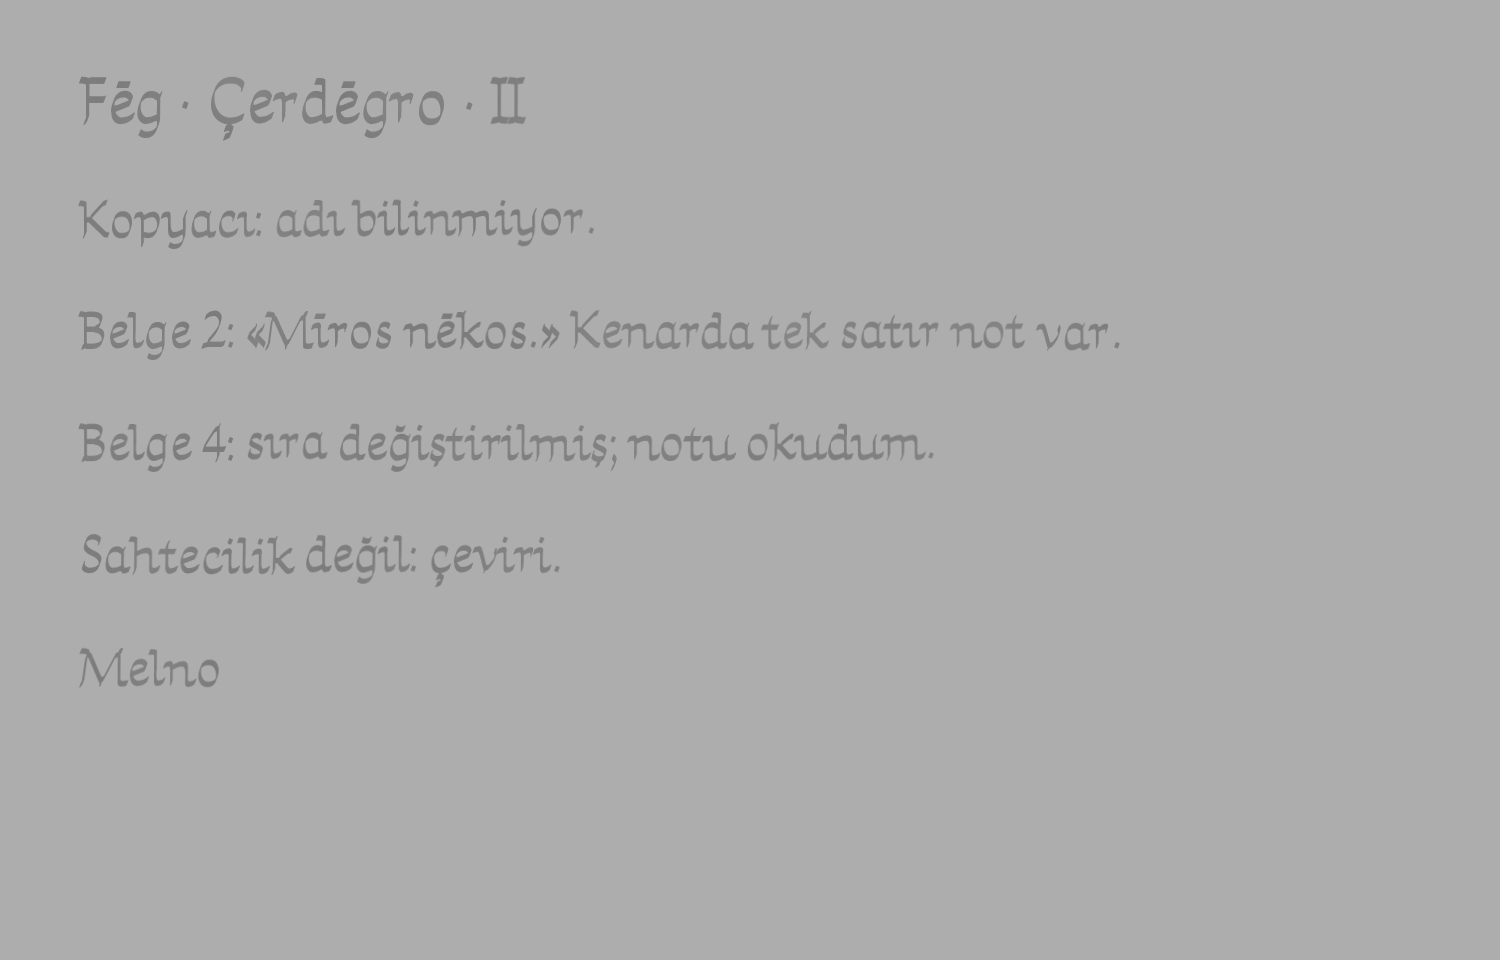 Fēg · Çerdēgro · II
Kopyacı: adı bilinmiyor.
Belge 2: «Mīros nēkos.» Kenarda tek satır not var.
Belge 4: sıra değiştirilmiş; notu okudum.
Sahtecilik değil: çeviri.
Melno